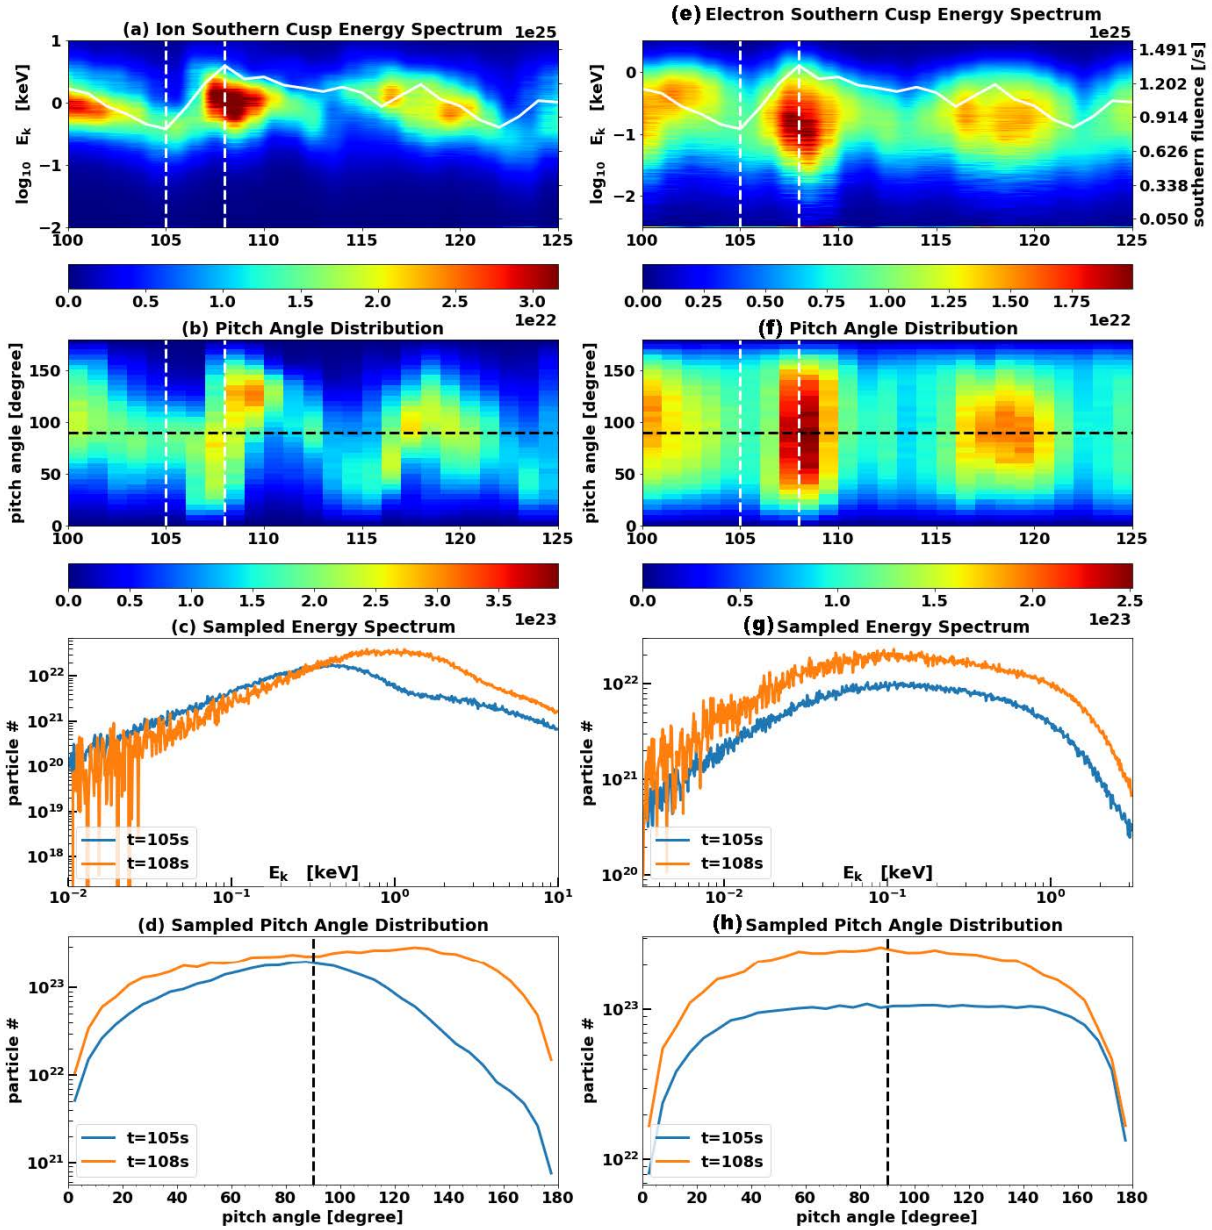 (a) Ion Southern Cusp Energy Spectrum
1e25
1
0
−1
−2
log10 Ek [keV]
100 105 110 115 120 125
0.0 0.5 1.0 1.5 2.0 2.5 3.0
1e22
(b) Pitch Angle Distribution
150
100
50
0
pitch angle [degree]
100 105 110 115 120 125
0.0 0.5 1.0 1.5 2.0 2.5 3.0 3.5
1e23
(c) Sampled Energy Spectrum
10^22
10^21
10^20
10^19
10^18
particle #
t=105s
t=108s
Ek [keV]
10^−2 10^−1 10^0 10^1
(d) Sampled Pitch Angle Distribution
10^23
10^22
10^21
particle #
t=105s
t=108s
0 20 40 60 80 100 120 140 160 180
pitch angle [degree]
(e) Electron Southern Cusp Energy Spectrum
1e25
0
−1
−2
log10 Ek [keV]
1.491
1.202
0.914
0.626
0.338
0.050
southern fluence [/s]
100 105 110 115 120 125
0.00 0.25 0.50 0.75 1.00 1.25 1.50 1.75
1e22
(f) Pitch Angle Distribution
150
100
50
0
pitch angle [degree]
100 105 110 115 120 125
0.0 0.5 1.0 1.5 2.0 2.5
1e23
(g) Sampled Energy Spectrum
10^22
10^21
10^20
particle #
t=105s
t=108s
Ek [keV]
10^−2 10^−1 10^0
(h) Sampled Pitch Angle Distribution
10^23
10^22
particle #
t=105s
t=108s
0 20 40 60 80 100 120 140 160 180
pitch angle [degree]